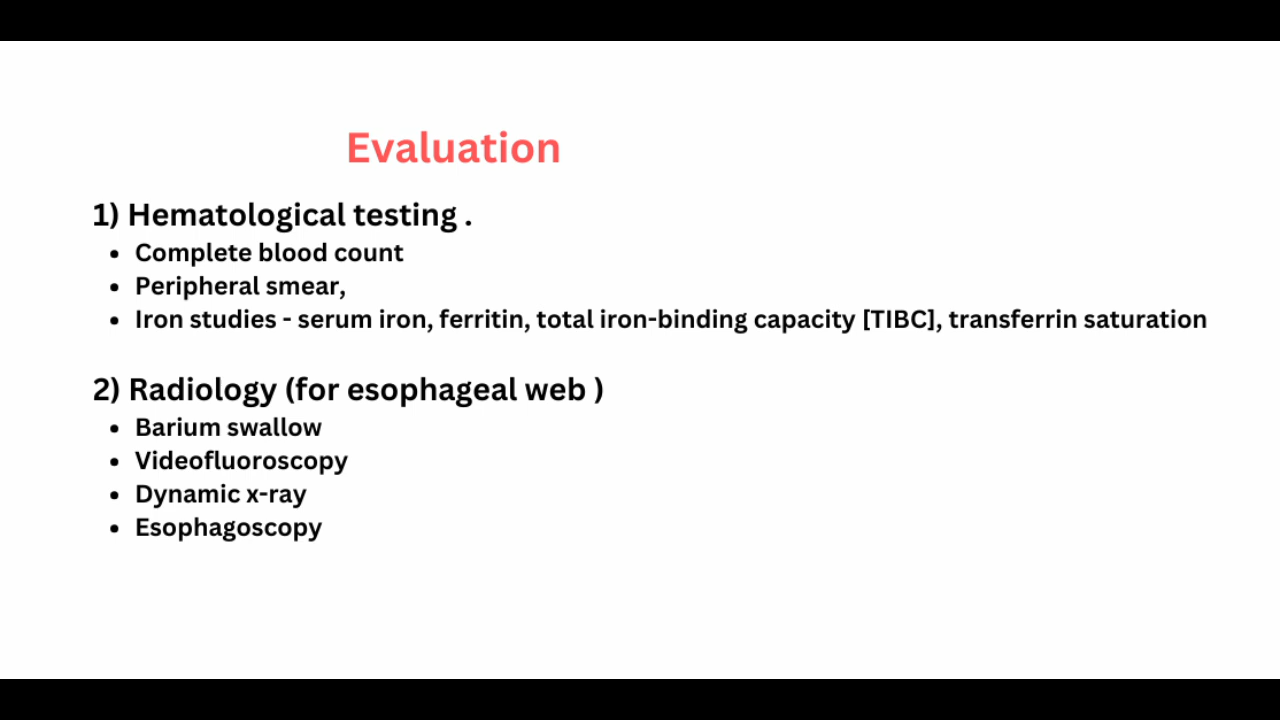 Evaluation
1) Hematological testing .
• Complete blood count
• Peripheral smear,
• Iron studies - serum iron, ferritin, total iron-binding capacity [TIBC], transferrin saturation
2) Radiology (for esophageal web )
• Barium swallow
• Videofluoroscopy
• Dynamic x-ray
• Esophagoscopy